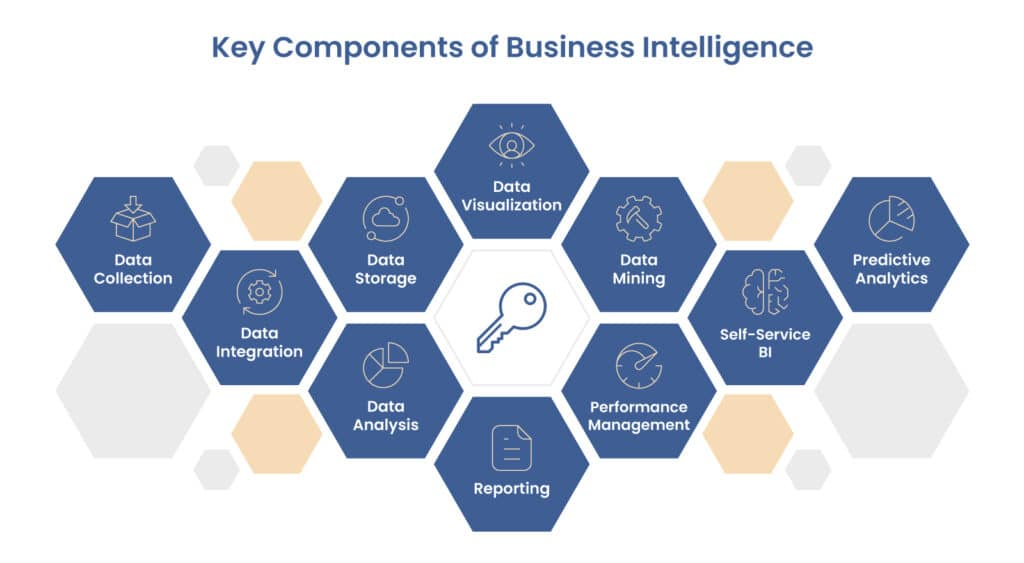 Key Components of Business Intelligence
Data
Visualization
Data
Collection
Data
Storage
Data
Mining
Predictive
Analytics
Data
Integration
Self-Service
BI
Data
Analysis
Performance
Management
Reporting